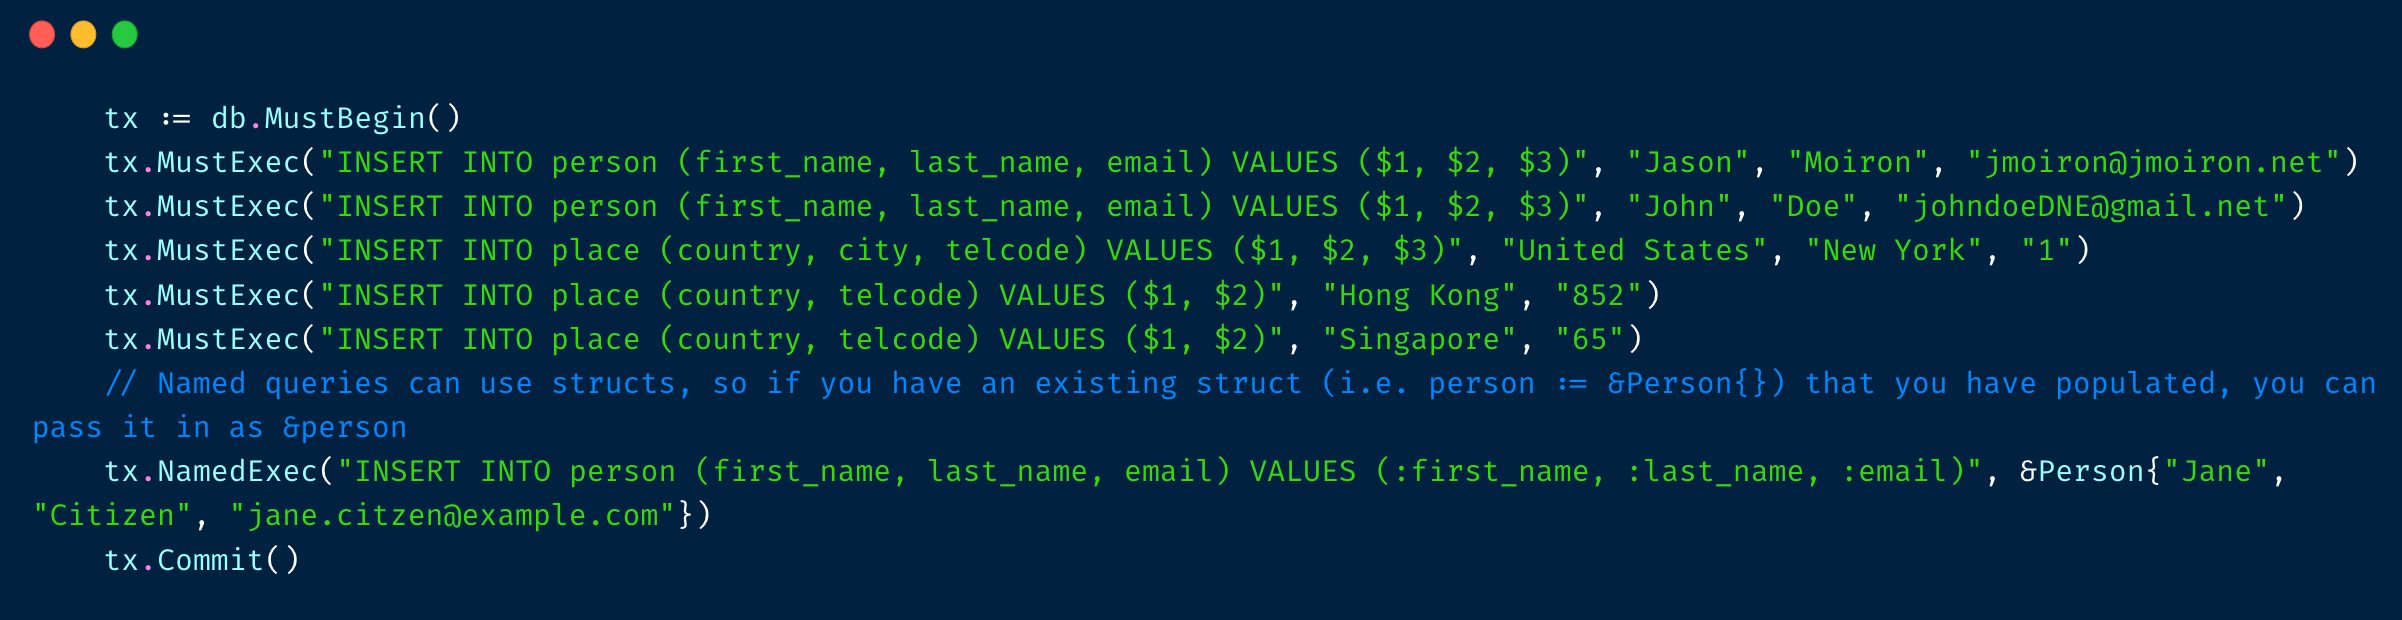 tx := db.MustBegin()
tx.MustExec("INSERT INTO person (first_name, last_name, email) VALUES ($1, $2, $3)", "Jason", "Moiron", "jmoiron@jmoiron.net")
tx.MustExec("INSERT INTO person (first_name, last_name, email) VALUES ($1, $2, $3)", "John", "Doe", "johndoeDNE@gmail.net")
tx.MustExec("INSERT INTO place (country, city, telcode) VALUES ($1, $2, $3)", "United States", "New York", "1")
tx.MustExec("INSERT INTO place (country, telcode) VALUES ($1, $2)", "Hong Kong", "852")
tx.MustExec("INSERT INTO place (country, telcode) VALUES ($1, $2)", "Singapore", "65")
// Named queries can use structs, so if you have an existing struct (i.e. person := &Person{}) that you have populated, you can
pass it in as &person
tx.NamedExec("INSERT INTO person (first_name, last_name, email) VALUES (:first_name, :last_name, :email)", &Person{"Jane",
"Citizen", "jane.citzen@example.com"})
tx.Commit()